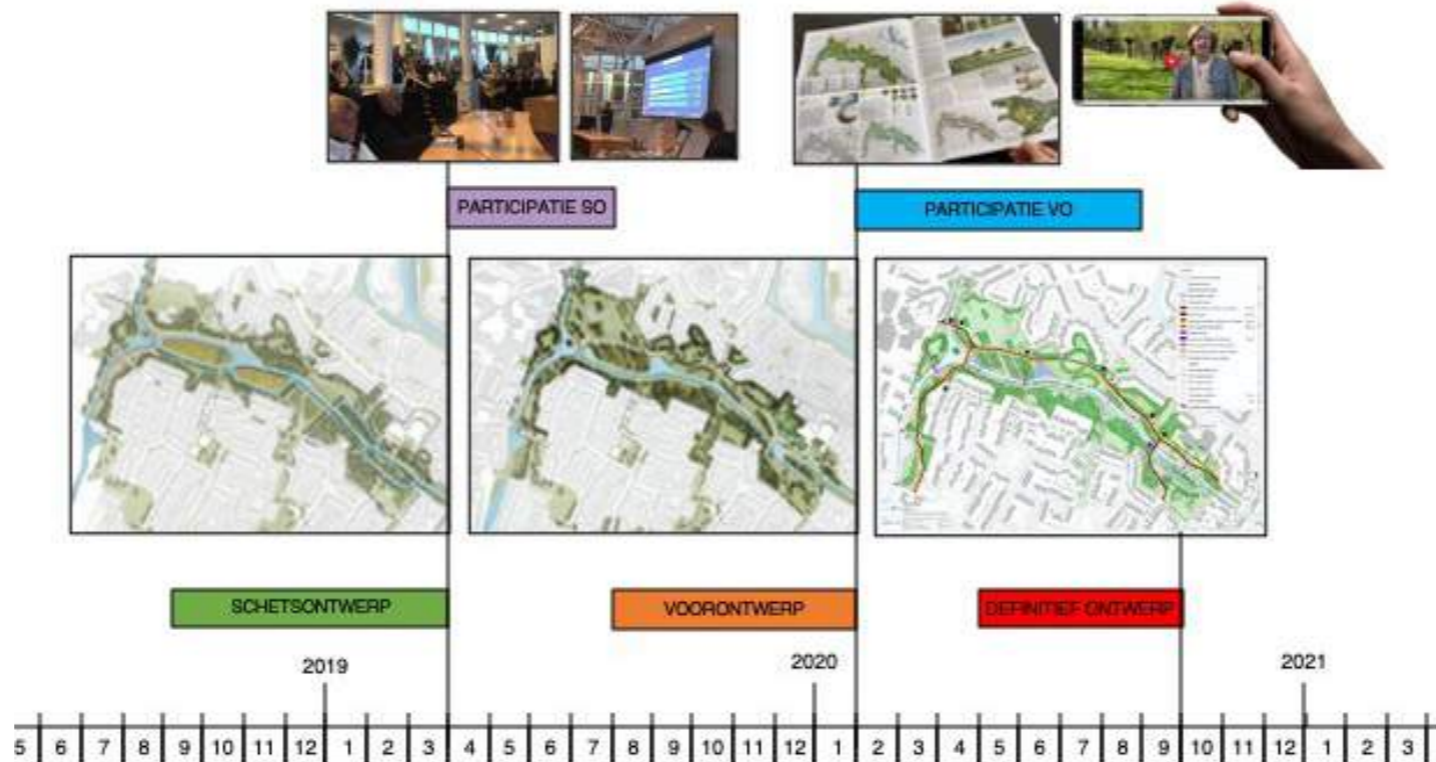 PARTICIPATIE SO
PARTICIPATIE VO
SCHETSONTWERP
VOORONTWERP
DEFINITIEF ONTWERP
2019
2020
2021
5 6 7 8 9 10 11 12 1 2 3 4 5 6 7 8 9 10 11 12 1 2 3 4 5 6 7 8 9 10 11 12 1 2 3